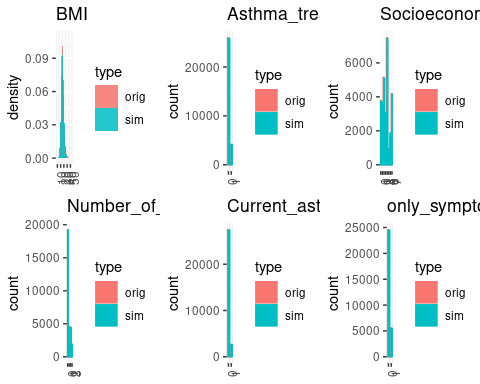 BMI
density
0.09
0.06
0.03
0.00
type
orig
sim
Asthma_tre
count
20000
10000
0
type
orig
sim
Socioeconor
count
6000
4000
2000
0
type
orig
sim
Number_of_
count
20000
15000
10000
5000
0
type
orig
sim
Current_ast
count
20000
10000
0
type
orig
sim
only_sympto
count
25000
20000
15000
10000
5000
0
type
orig
sim